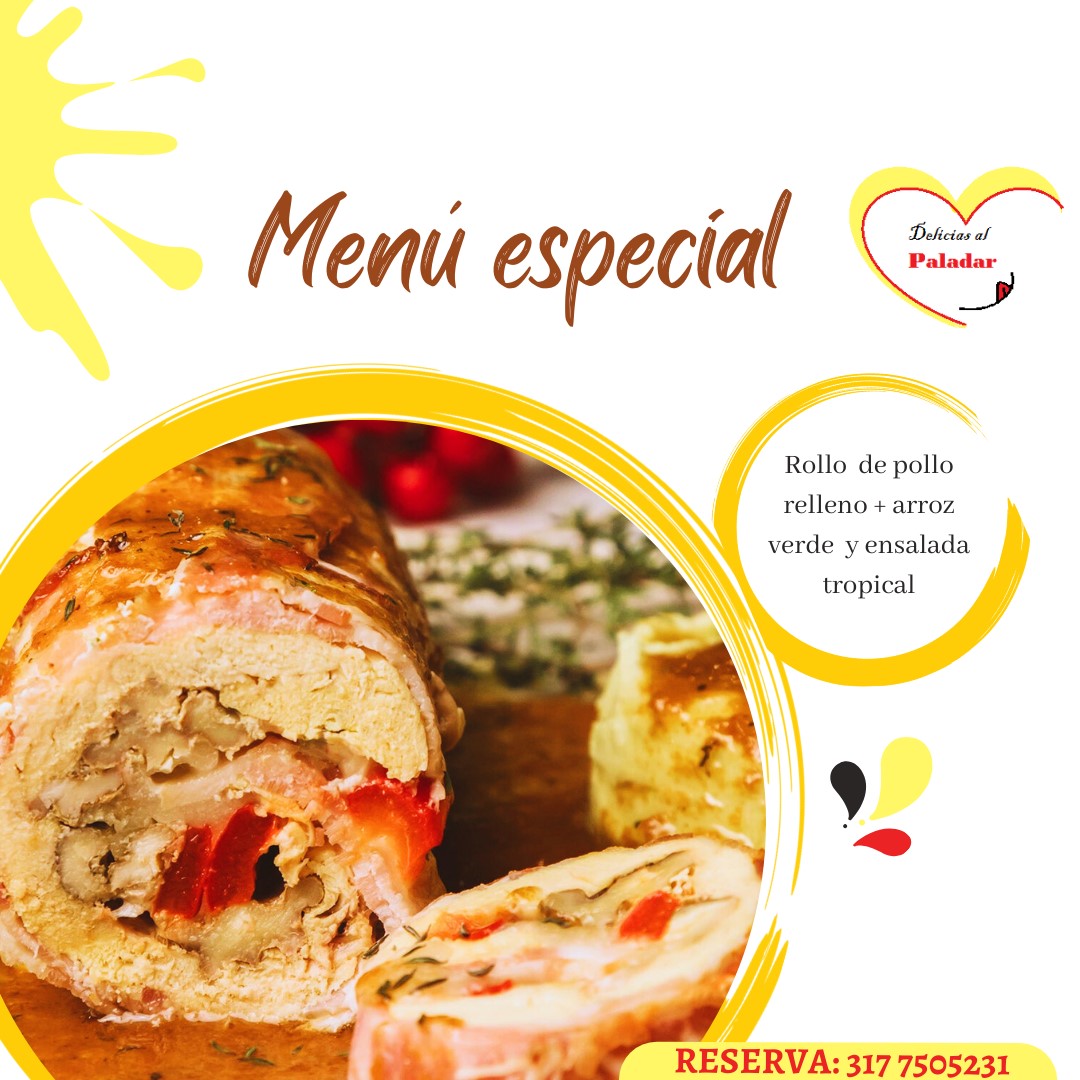 Menú especial
Delicias al
Paladar
Rollo de pollo
relleno + arroz
verde y ensalada
tropical
RESERVA: 317 7505231